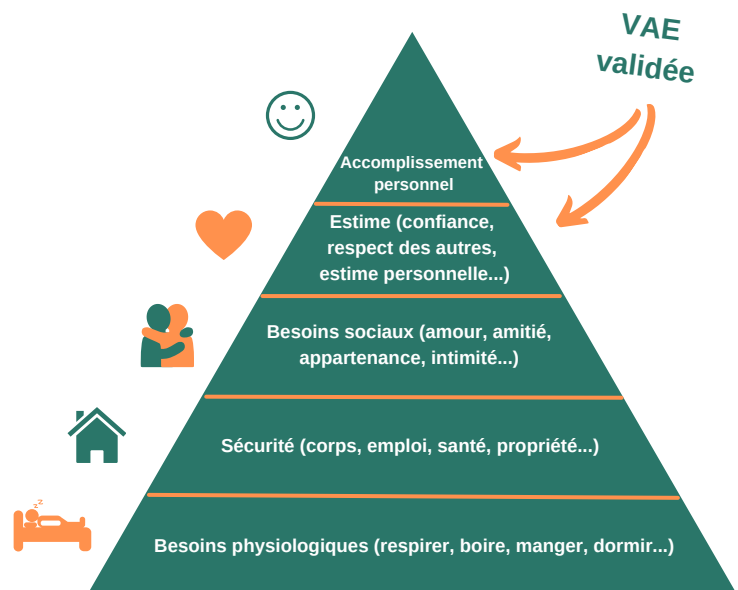 VAE
validée
Accomplissement
personnel
Estime (confiance,
respect des autres,
estime personnelle...)
Besoins sociaux (amour, amitié,
appartenance, intimité...)
Sécurité (corps, emploi, santé, propriété...)
zz
Besoins physiologiques (respirer, boire, manger, dormir...)